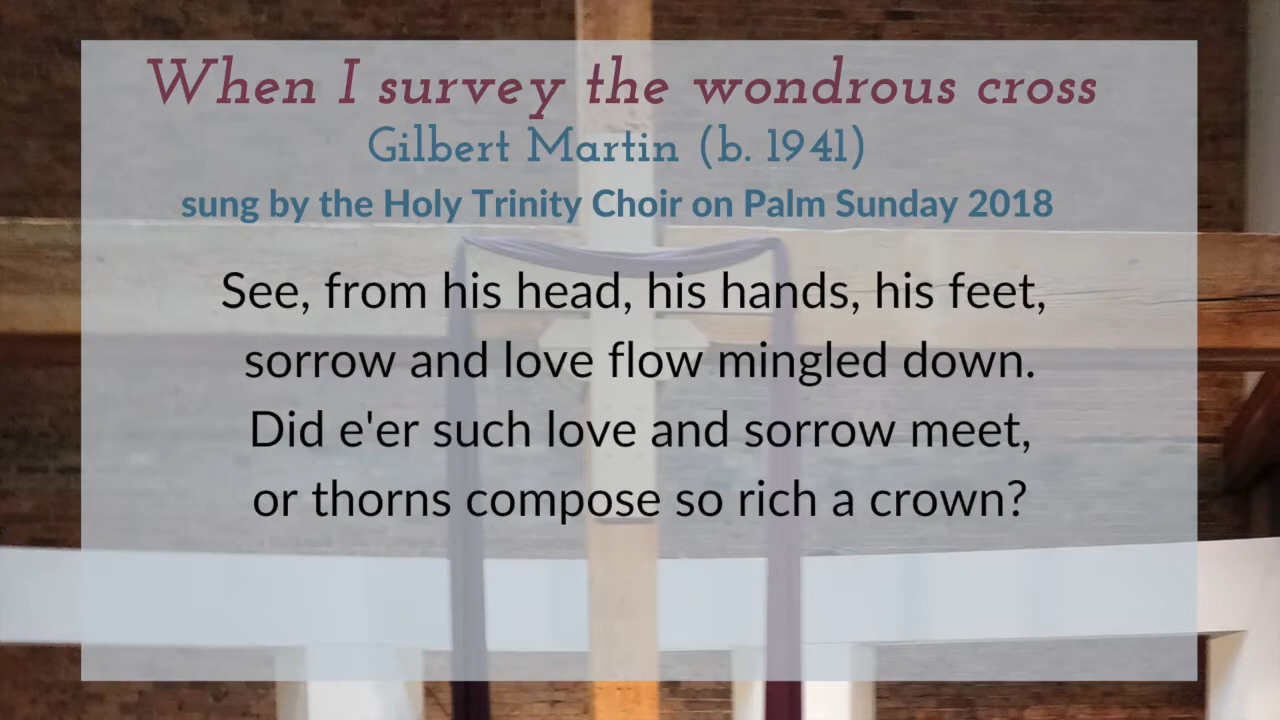 When I survey the wondrous cross
Gilbert Martin (b. 1941)
sung by the Holy Trinity Choir on Palm Sunday 2018
See, from his head, his hands, his feet,
sorrow and love flow mingled down.
Did e'er such love and sorrow meet,
or thorns compose so rich a crown?